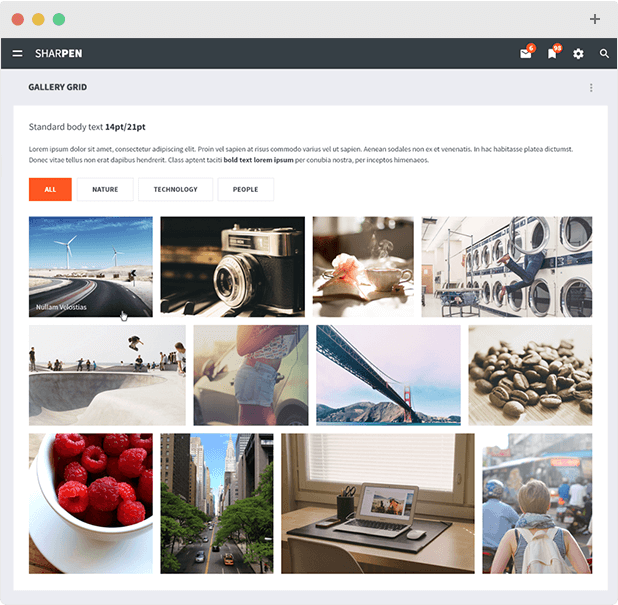 SHARPEN
6
98
GALLERY GRID
Standard body text 14pt/21pt
Lorem ipsum dolor sit amet, consectetur adipiscing elit. Proin vel sapien at risus commodo varius vel ut sapien. Aenean sodales non ex et venenatis. In hac habitasse platea dictumst.
Donec vitae tellus non erat dapibus hendrerit. Class aptent taciti bold text lorem ipsum per conubia nostra, per inceptos himenaeos.
ALL
NATURE
TECHNOLOGY
PEOPLE
Nullam Velostias